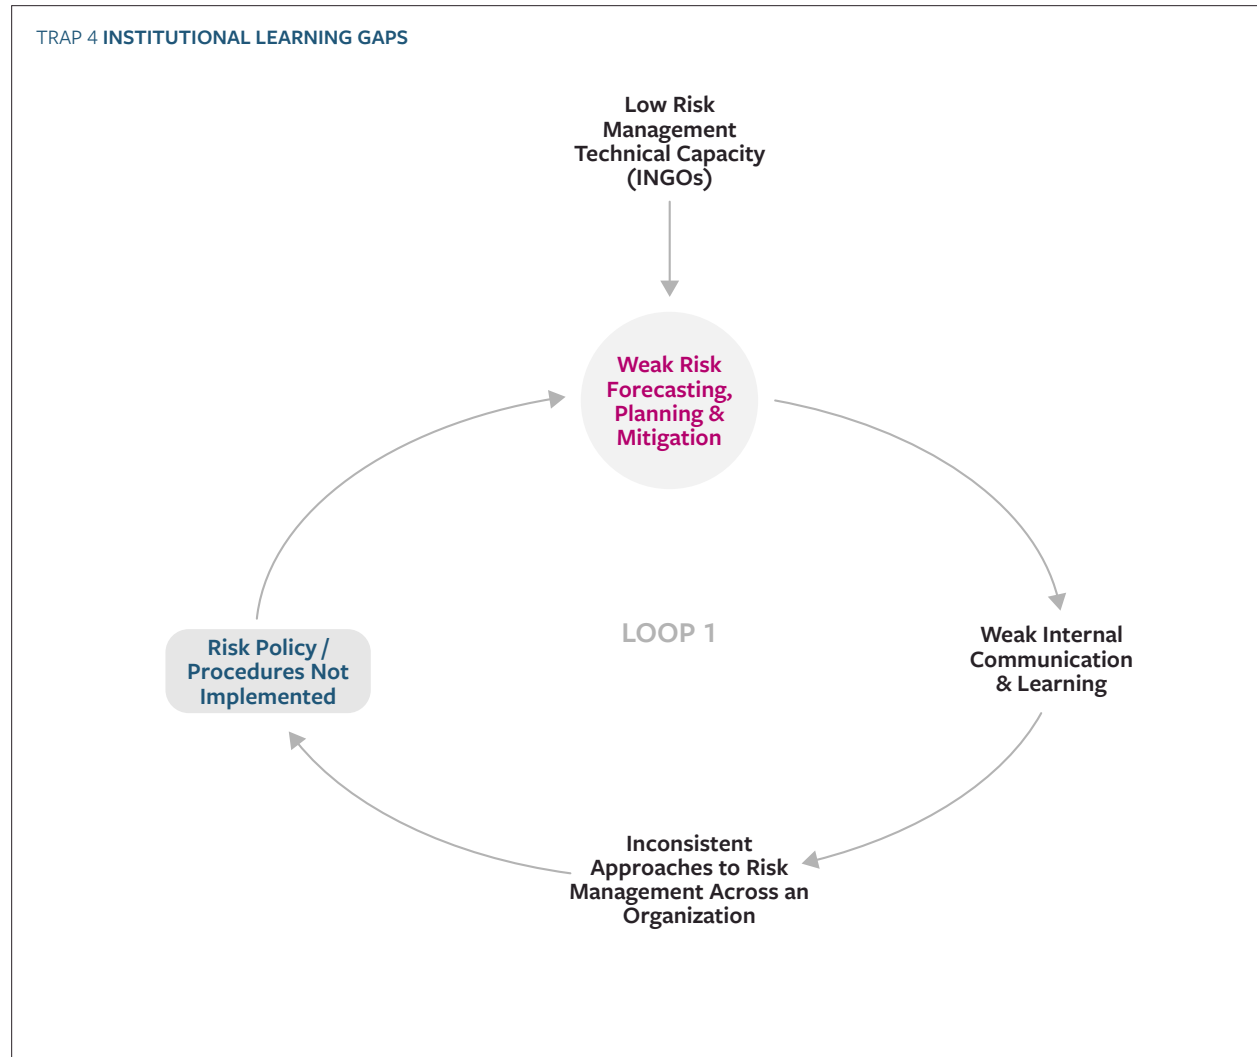 TRAP 4 INSTITUTIONAL LEARNING GAPS
Low Risk
Management
Technical Capacity
(INGOs)
Weak Risk
Forecasting,
Planning &
Mitigation
LOOP 1
Weak Internal
Communication
& Learning
Risk Policy /
Procedures Not
Implemented
Inconsistent
Approaches to Risk
Management Across an
Organization